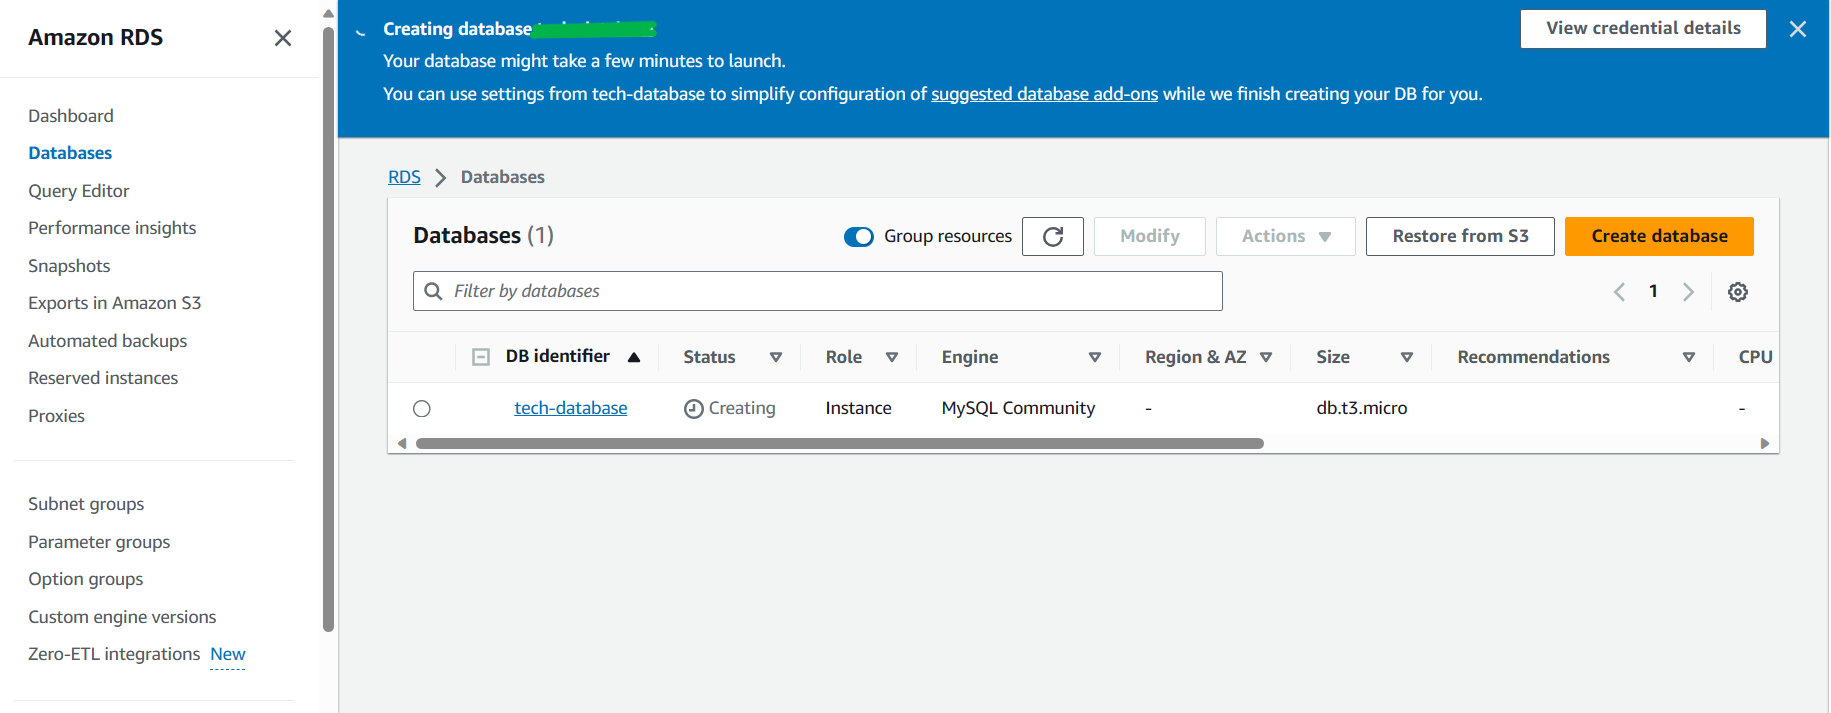 Amazon RDS
Dashboard
Databases
Query Editor
Performance insights
Snapshots
Exports in Amazon S3
Automated backups
Reserved instances
Proxies
Subnet groups
Parameter groups
Option groups
Custom engine versions
Zero-ETL integrations New
Creating database
View credential details
Your database might take a few minutes to launch.
You can use settings from tech-database to simplify configuration of suggested database add-ons while we finish creating your DB for you.
RDS Databases
Databases (1) Group resources Modify Actions Restore from S3 Create database
Filter by databases 1
DB identifier Status Role Engine Region & AZ Size Recommendations CPU
tech-database Creating Instance MySQL Community - db.t3.micro -